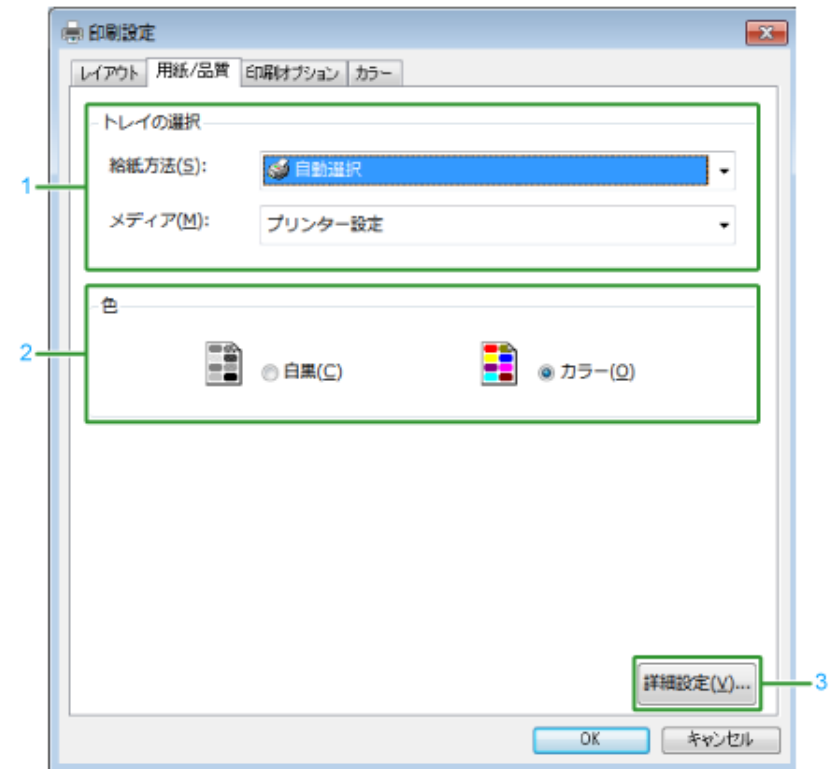 印刷設定
レイアウト 用紙/品質 印刷オプション カラー
トレイの選択
給紙方法(S): 自動選択
1
メディア(M): プリンター設定
色
2
白黒(C) カラー(O)
詳細設定(V)... 3
OK キャンセル